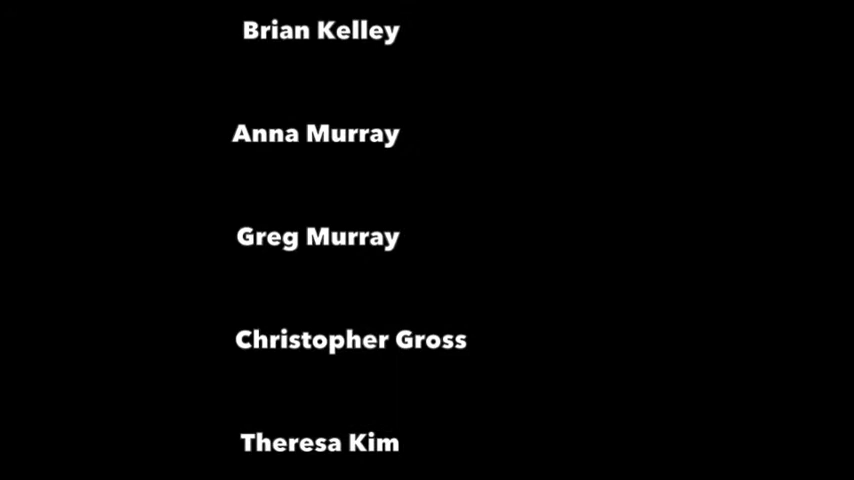 Brian Kelley
Anna Murray
Greg Murray
Christopher Gross
Theresa Kim